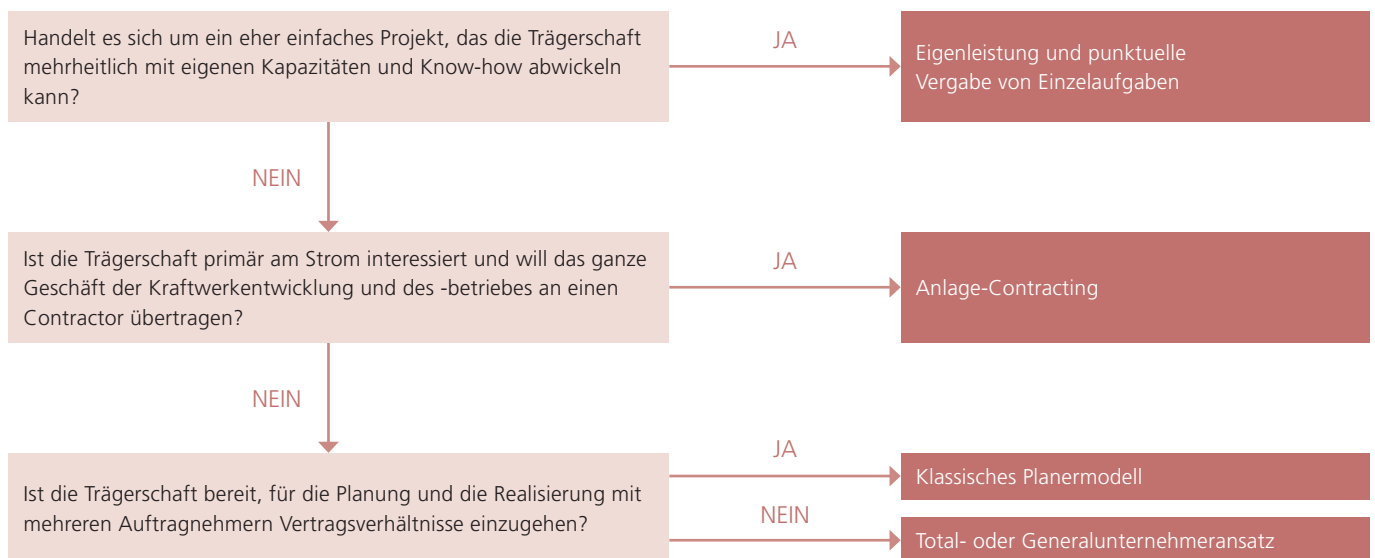 Handelt es sich um ein eher einfaches Projekt, das die Trägerschaft
mehrheitlich mit eigenen Kapazitäten und Know-how abwickeln
kann?
JA
Eigenleistung und punktuelle
Vergabe von Einzelaufgaben
NEIN
Ist die Trägerschaft primär am Strom interessiert und will das ganze
Geschäft der Kraftwerkentwicklung und des -betriebes an einen
Contractor übertragen?
JA
Anlage-Contracting
NEIN
Ist die Trägerschaft bereit, für die Planung und die Realisierung mit
mehreren Auftragnehmern Vertragsverhältnisse einzugehen?
JA
Klassisches Planermodell
NEIN
Total- oder Generalunternehmeransatz